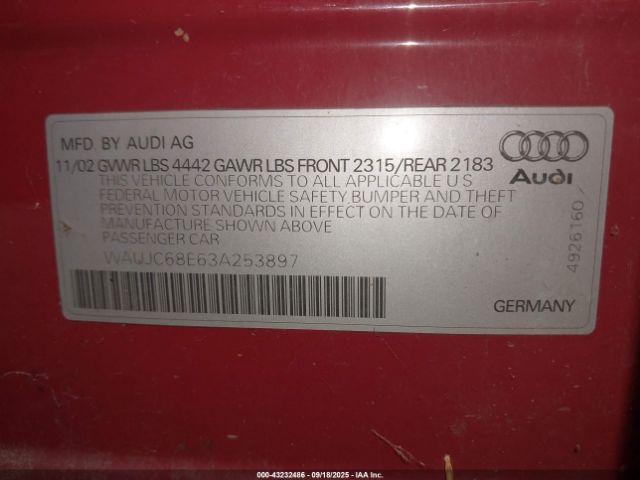 MFD. BY AUDI AG
11/02 GVWR LBS 4442 GAWR LBS FRONT 2315/REAR 2183
THIS VEHICLE CONFORMS TO ALL APPLICABLE U S
FEDERAL MOTOR VEHICLE SAFETY, BUMPER AND THEFT
PREVENTION STANDARDS IN EFFECT ON THE DATE OF
MANUFACTURE SHOWN ABOVE
PASSENGER CAR
WAUJC68E63A253897
Audi
4926160
GERMANY
000-43232486 - 09/18/2025 - IAA Inc.